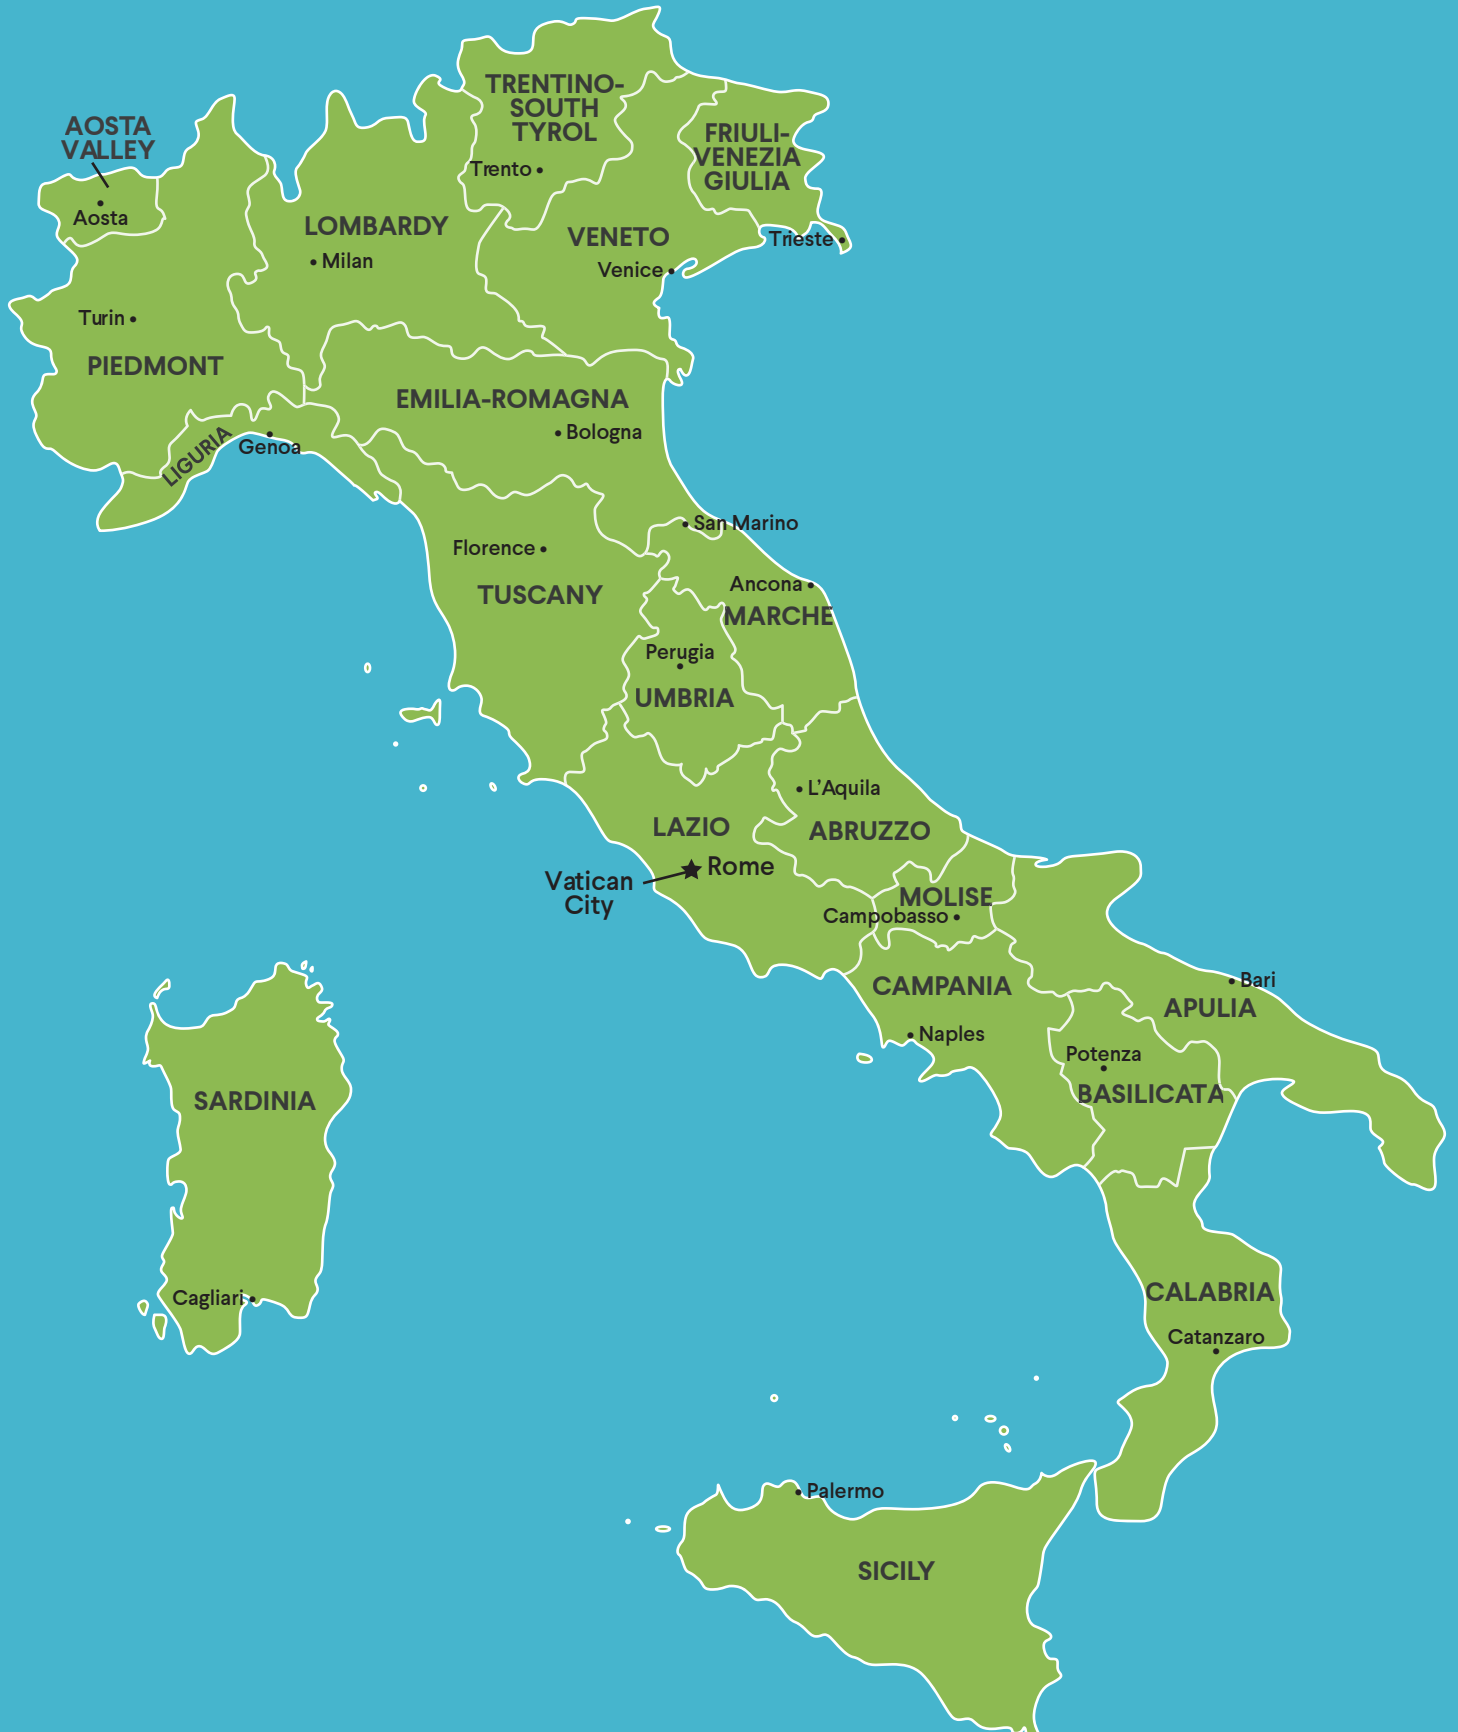 TRENTINO-
SOUTH
TYROL
Trento
AOSTA
VALLEY
Aosta
FRIULI-
VENEZIA
GIULIA
Trieste
LOMBARDY
Milan
VENETO
Venice
Turin
PIEDMONT
EMILIA-ROMAGNA
Bologna
LIGURIA
Genoa
San Marino
Florence
TUSCANY
Ancona
MARCHE
Perugia
UMBRIA
L'Aquila
ABRUZZO
LAZIO
Rome
Vatican
City
MOLISE
Campobasso
CAMPANIA
Naples
Bari
APULIA
Potenza
BASILICATA
SARDINIA
Cagliari
CALABRIA
Catanzaro
Palermo
SICILY